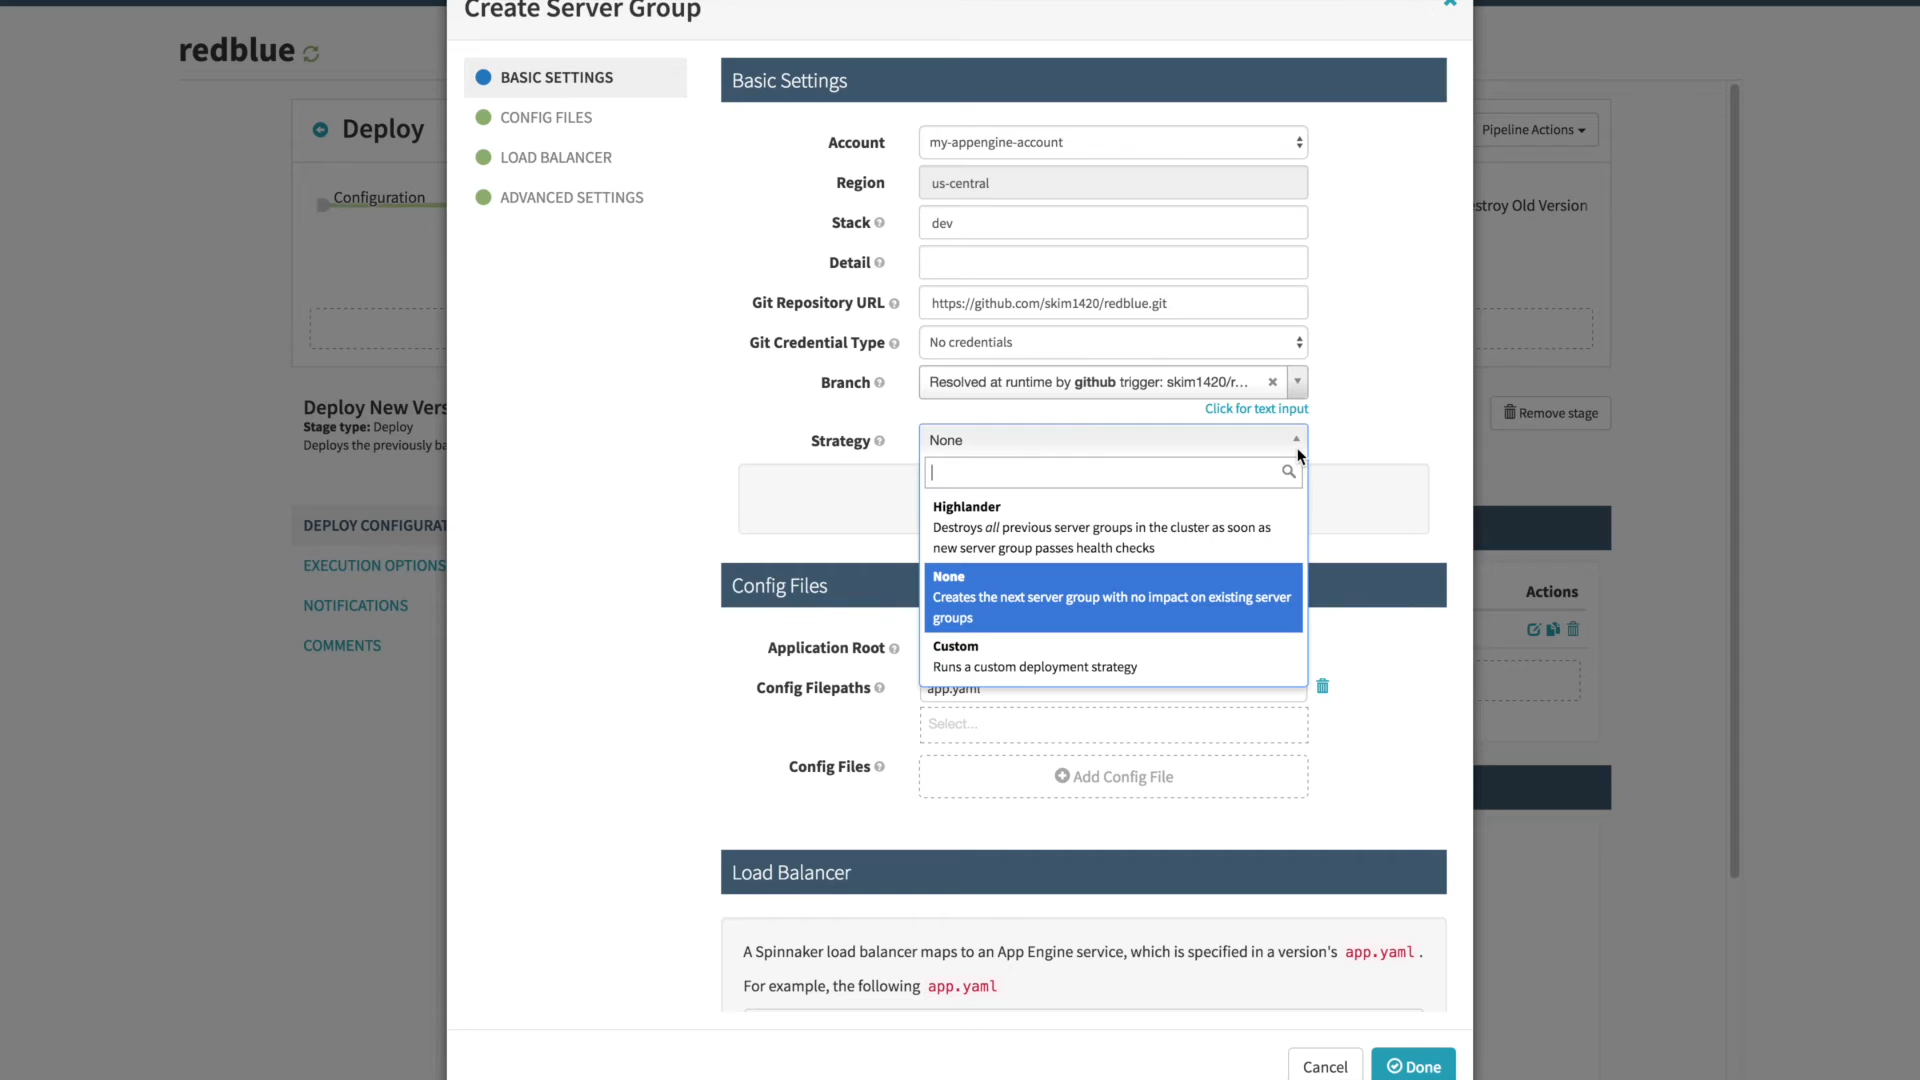 Create Server Group
redblue
Deploy
Pipeline Actions
Configuration
stroy Old Version
Deploy New Vers
Stage type: Deploy
Deploys the previously ba
Remove stage
DEPLOY CONFIGURAT
EXECUTION OPTIONS
NOTIFICATIONS
COMMENTS
Actions
BASIC SETTINGS
CONFIG FILES
LOAD BALANCER
ADVANCED SETTINGS
Basic Settings
Account my-appengine-account
Region us-central
Stack dev
Detail
Git Repository URL https://github.com/skim1420/redblue.git
Git Credential Type No credentials
Branch Resolved at runtime by github trigger: skim1420/r...
Click for text input
Strategy None
Highlander
Destroys all previous server groups in the cluster as soon as
new server group passes health checks
None
Creates the next server group with no impact on existing server
groups
Custom
Runs a custom deployment strategy
Config Files
Application Root
Config Filepaths app.yaml
Select...
Config Files Add Config File
Load Balancer
A Spinnaker load balancer maps to an App Engine service, which is specified in a version's app.yaml.
For example, the following app.yaml
Cancel Done